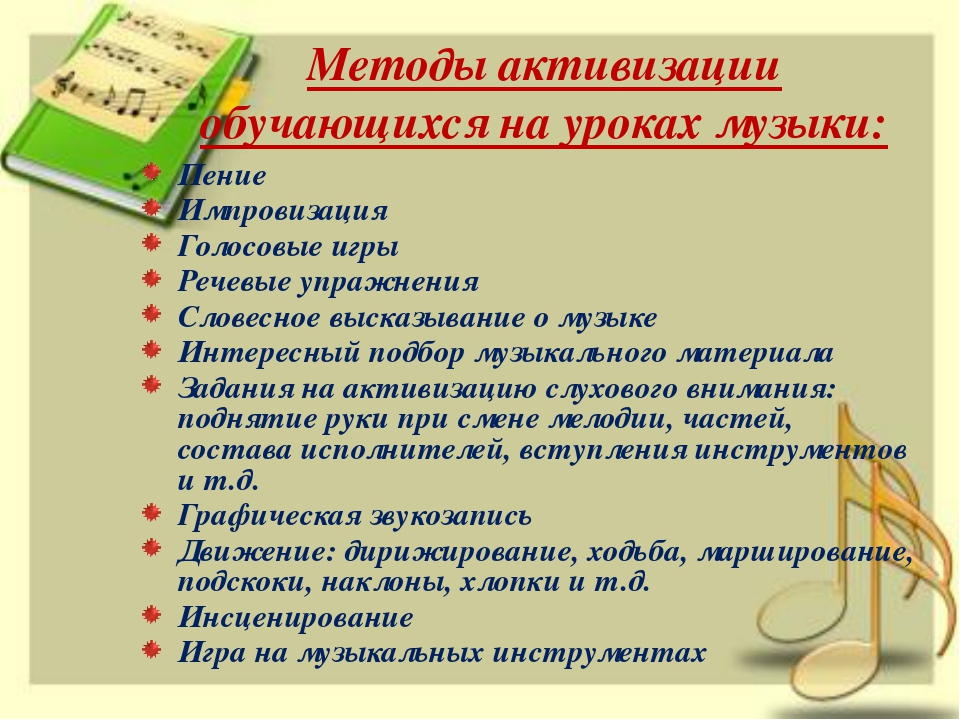 Методы активизации
обучающихся на уроках музыки:
Пение
Импровизация
Голосовые игры
Речевые упражнения
Словесное высказывание о музыке
Интересный подбор музыкального материала
Задания на активизацию слухового внимания:
поднятие руки при смене мелодии, частей,
состава исполнителей, вступления инструментов
и т.д.
Графическая звукозапись
Движение: дирижирование, ходьба, марширование,
подскоки, наклоны, хлопки и т.д.
Инсценирование
Игра на музыкальных инструментах